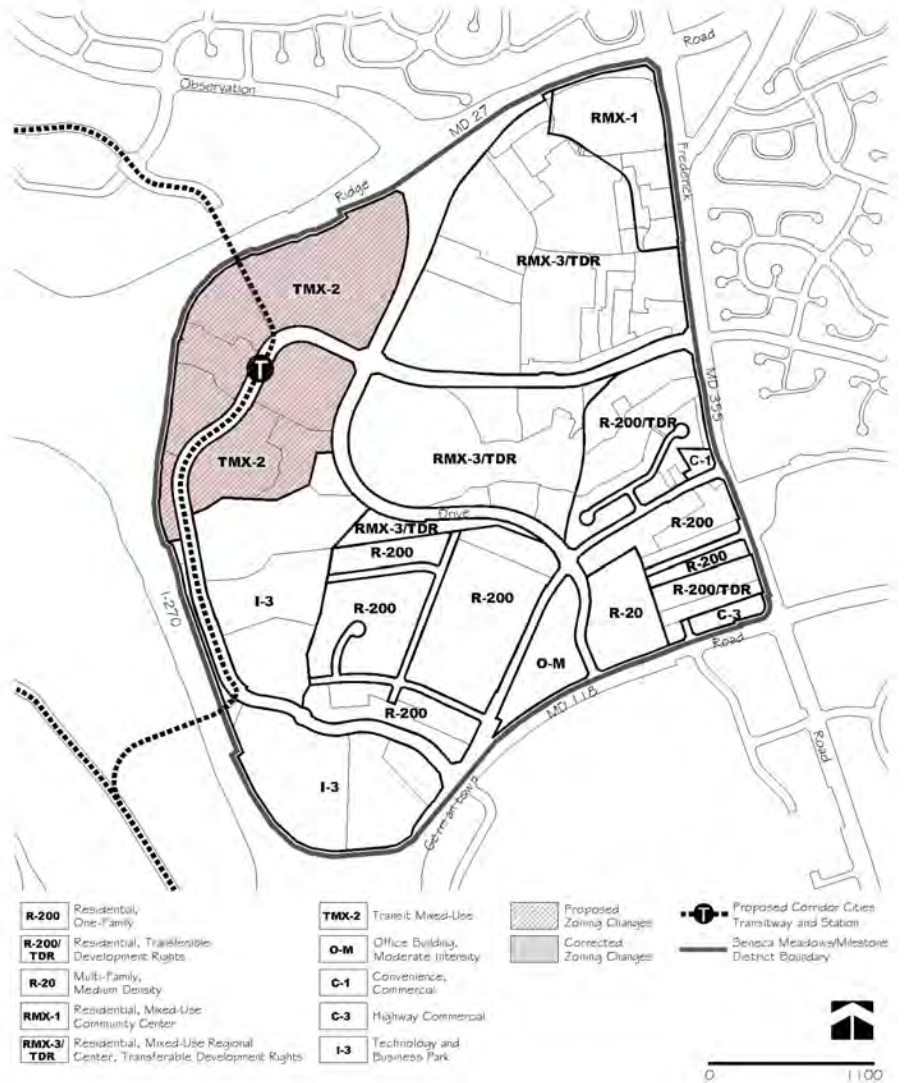 Road
Observation
MD 27
RMX-1
Frederick
Ridge
RMX-3/TDR
TMX-2
T
MD 355
R-200/TDR
TMX-2
RMX-3/TDR
C-1
Drive
R-200
RMX-3/TDR
R-200
R-200
R-200/TDR
I-270
I-3
R-200
R-200
R-20
C-3
Road
O-M
MD 118
R-200
Road
I-3
Germantown
R-200
Residential,
One-Family
R-200/
TDR
Residential, Transferable
Development Rights
R-20
Multi-Family,
Medium Density
RMX-1
Residential, Mixed-Use
Community Center
RMX-3/
TDR
Residential, Mixed-Use Regional
Center, Transferable Development Rights
TMX-2
Transit Mixed-Use
O-M
Office Building,
Moderate Intensity
C-1
Convenience,
Commercial
C-3
Highway Commercial
I-3
Technology and
Business Park
Proposed
Zoning Changes
Corrected
Zoning Changes
T
Proposed Corridor Cities
Transitway and Station
Seneca Meadows/Milestone
District Boundary
0 1100